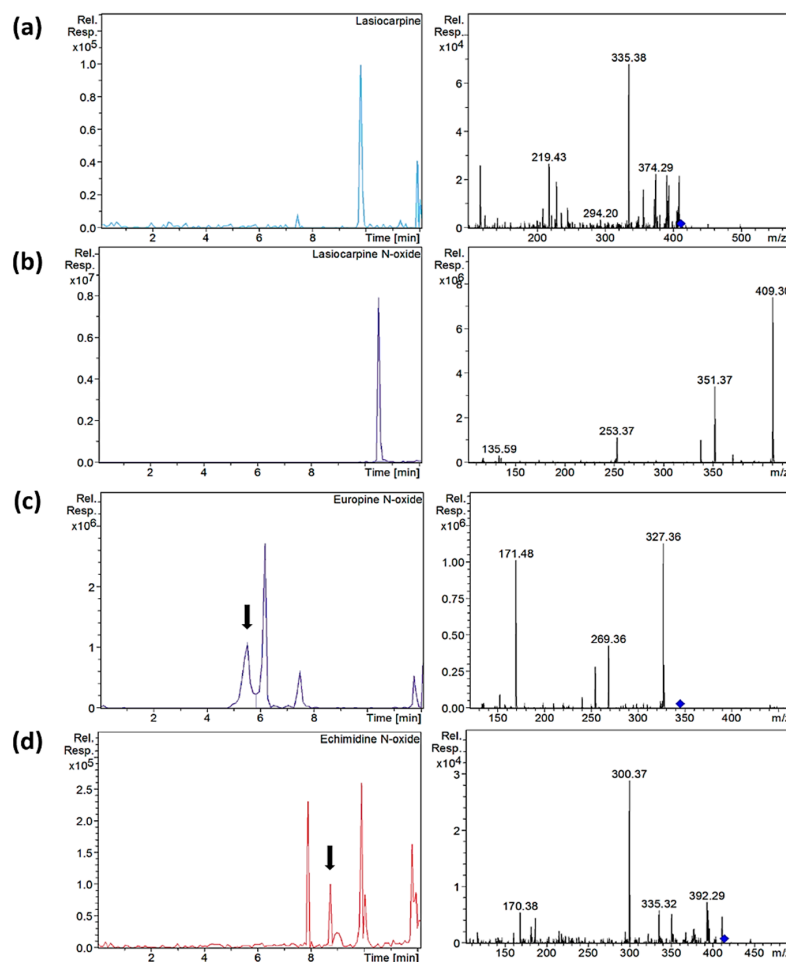 (a)
Rel.
Resp.
x10⁵
Lasiocarpine
1.0
0.8
0.6
0.4
0.2
0.0
2
4
6
8
Time [min]
Rel.
Resp.
x10⁴
335.38
219.43
374.29
294.20
8
6
4
2
0
200
300
400
500
m/z
(b)
Rel.
Resp.
x10⁷
Lasiocarpine N-oxide
0.8
0.6
0.4
0.2
0.0
2
4
6
8
10
Time [min]
Rel.
Resp.
x10⁶
351.37
253.37
135.59
8
6
4
2
0
150
200
250
300
350
m/z
(c)
Rel.
Resp.
x10⁶
Europine N-oxide
2
1
0
2
4
6
8
Time [min]
Rel.
Resp.
x10⁶
327.36
171.48
269.36
1.00
0.75
0.50
0.25
0.00
150
200
250
300
350
400
m/z
(d)
Rel.
Resp.
x10⁵
Echimidine N-oxide
2.5
2.0
1.5
1.0
0.5
0.0
2
4
6
8
Time [min]
Rel.
Resp.
x10⁴
300.37
170.38
335.32
392.29
3
2
1
0
150
200
250
300
350
400
450
m/z